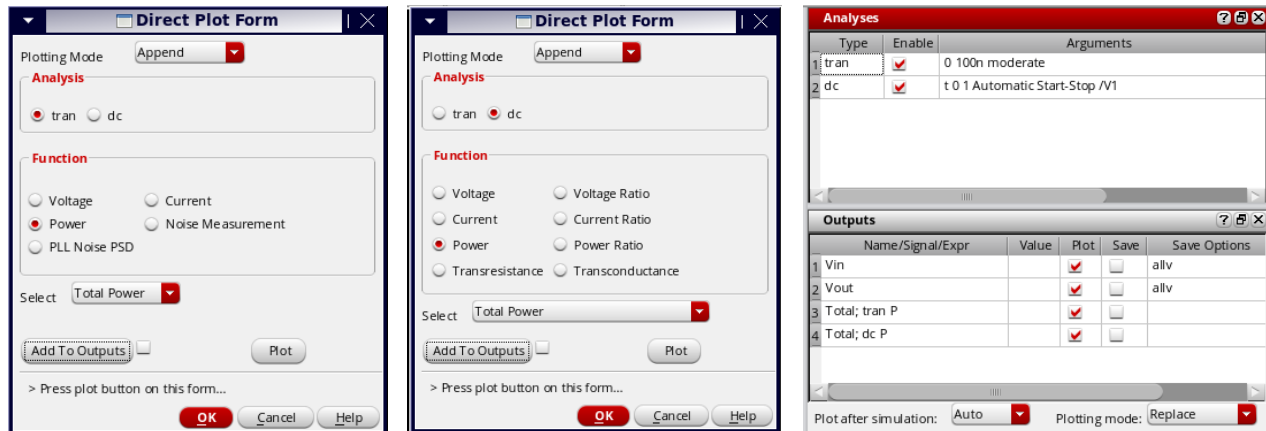 Direct Plot Form
Plotting Mode Append
Analysis
tran dc
Function
Voltage Current
Power Noise Measurement
PLL Noise PSD
Select Total Power
Add To Outputs Plot
> Press plot button on this form...
OK Cancel Help
Direct Plot Form
Plotting Mode Append
Analysis
tran dc
Function
Voltage Voltage Ratio
Current Current Ratio
Power Power Ratio
Transresistance Transconductance
Select Total Power
Add To Outputs Plot
> Press plot button on this form...
OK Cancel Help
Analyses
Type Enable Arguments
1 tran 0 100n moderate
2 dc t 0 1 Automatic Start-Stop /V1
Outputs
Name/Signal/Expr Value Plot Save Save Options
1 Vin allv
2 Vout allv
3 Total; tran P
4 Total; dc P
Plot after simulation: Auto Plotting mode: Replace